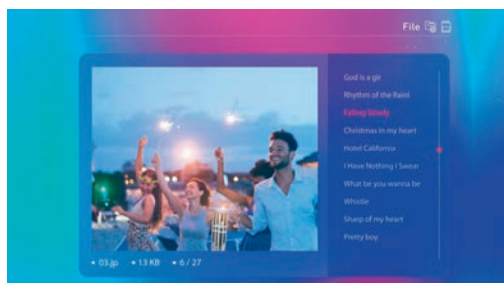 File
God is a gir
Rhythm of the Rainl
Falling Slowly
Christmas in my heart
Hotel California
I Have Nothing I Swear
What be you wanna be
Whistle
Sharp of my heart
Pretty boy
• 03.jp • 13 KB • 6 / 27